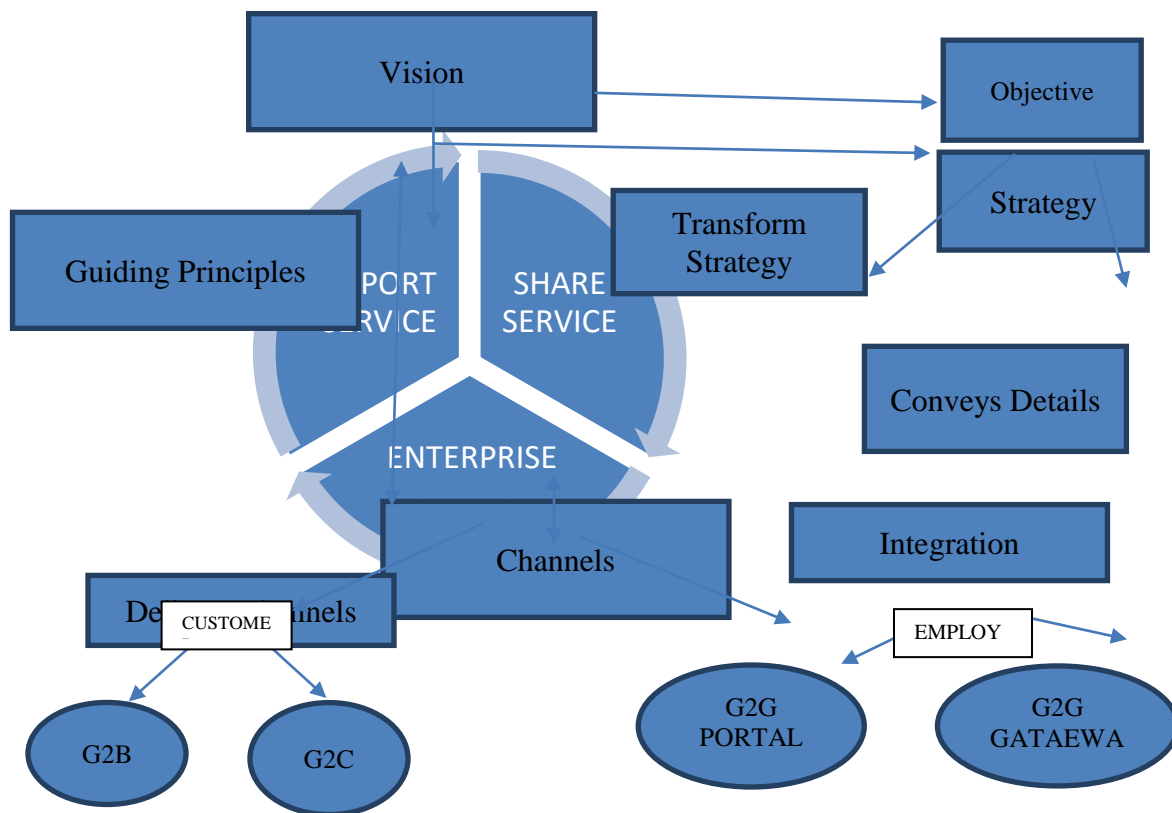 Vision
Objective
Strategy
Transform
Strategy
Guiding Principles
PORT
SERVICE
SHARE
SERVICE
Conveys Details
ENTERPRISE
Channels
Integration
CUSTOME
EMPLOY
G2B
G2C
G2G
PORTAL
G2G
GATAEWA